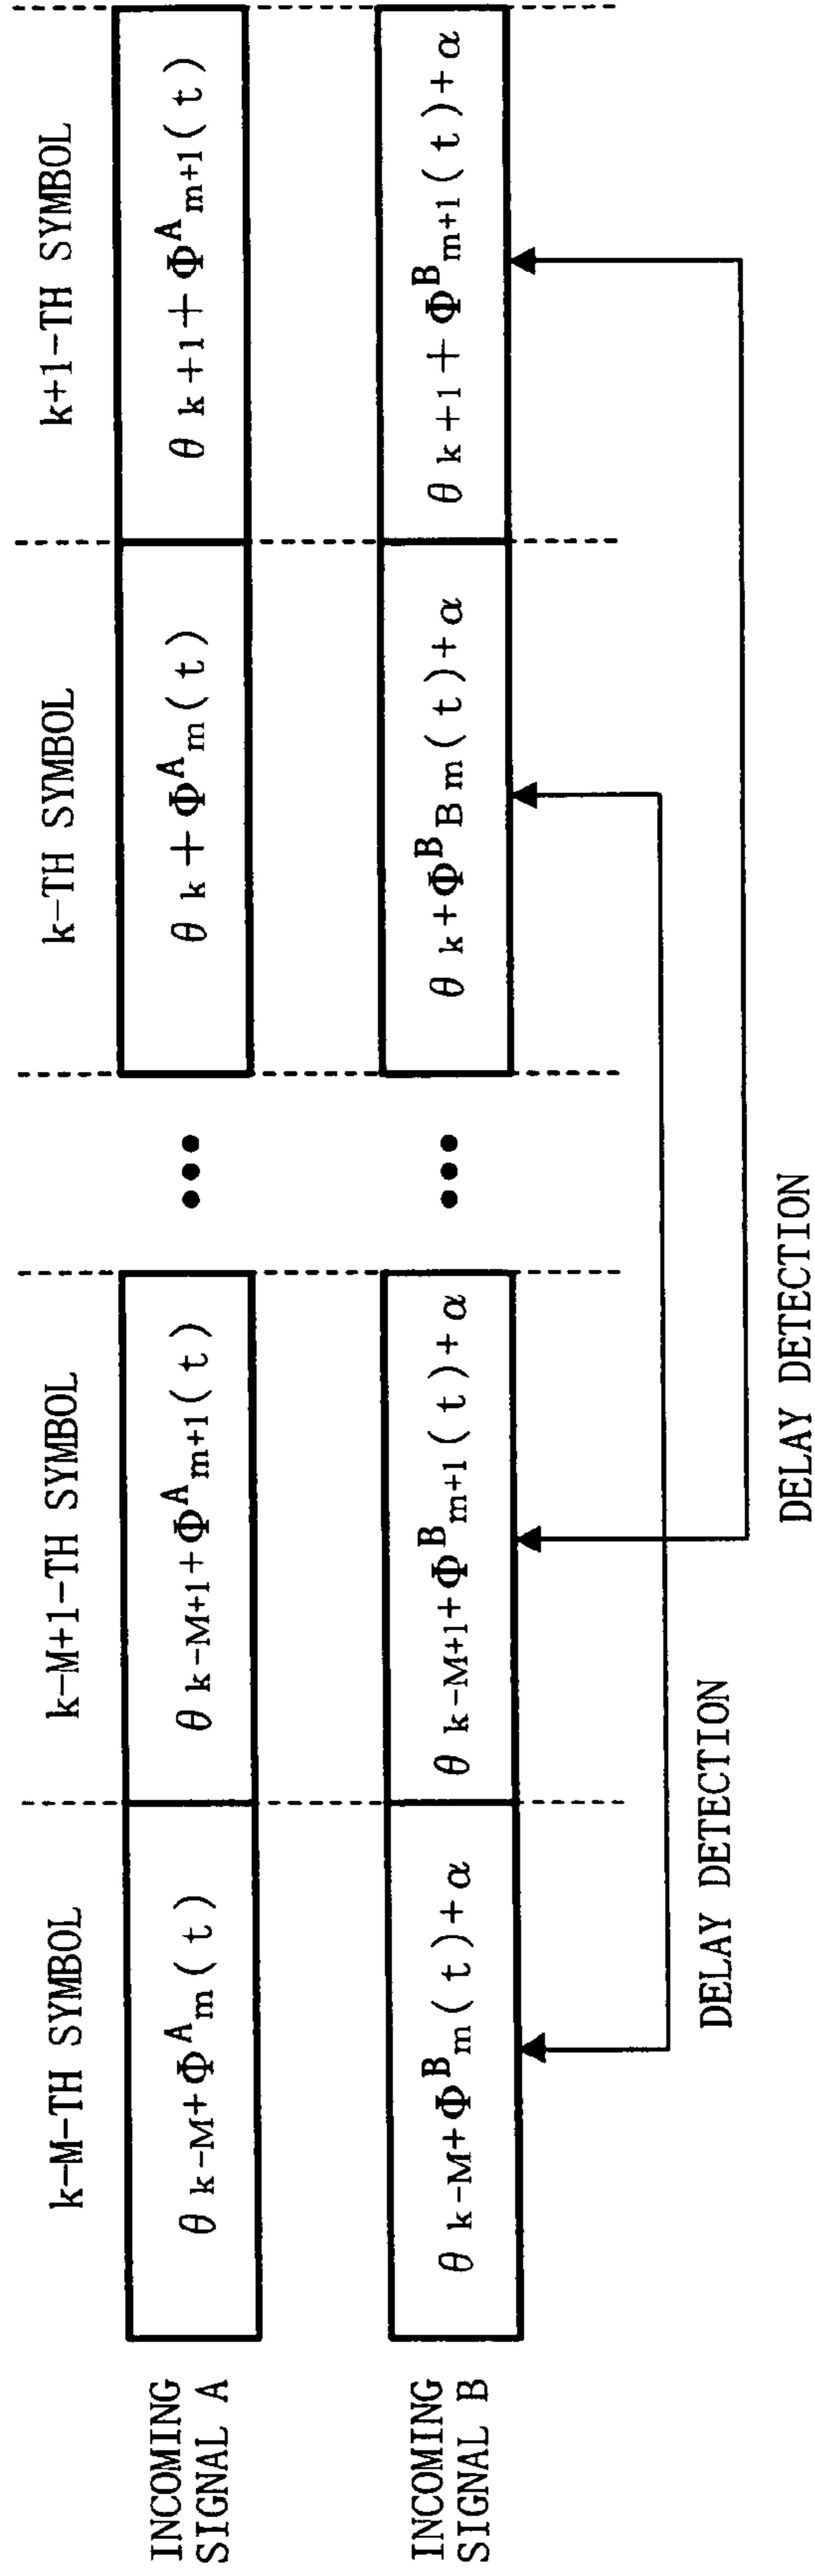 k-M-TH SYMBOL
k-M+1-TH SYMBOL
k-TH SYMBOL
k+1-TH SYMBOL
INCOMING
SIGNAL A
θ k-M+Φ^A m(t)
θ k-M+1+Φ^A m+1(t)
•••
θ k+Φ^A m(t)
θ k+1+Φ^A m+1(t)
INCOMING
SIGNAL B
θ k-M+Φ^B m(t)+α
θ k-M+1+Φ^B m+1(t)+α
•••
θ k+Φ^B Bm(t)+α
θ k+1+Φ^B m+1(t)+α
DELAY DETECTION
DELAY DETECTION